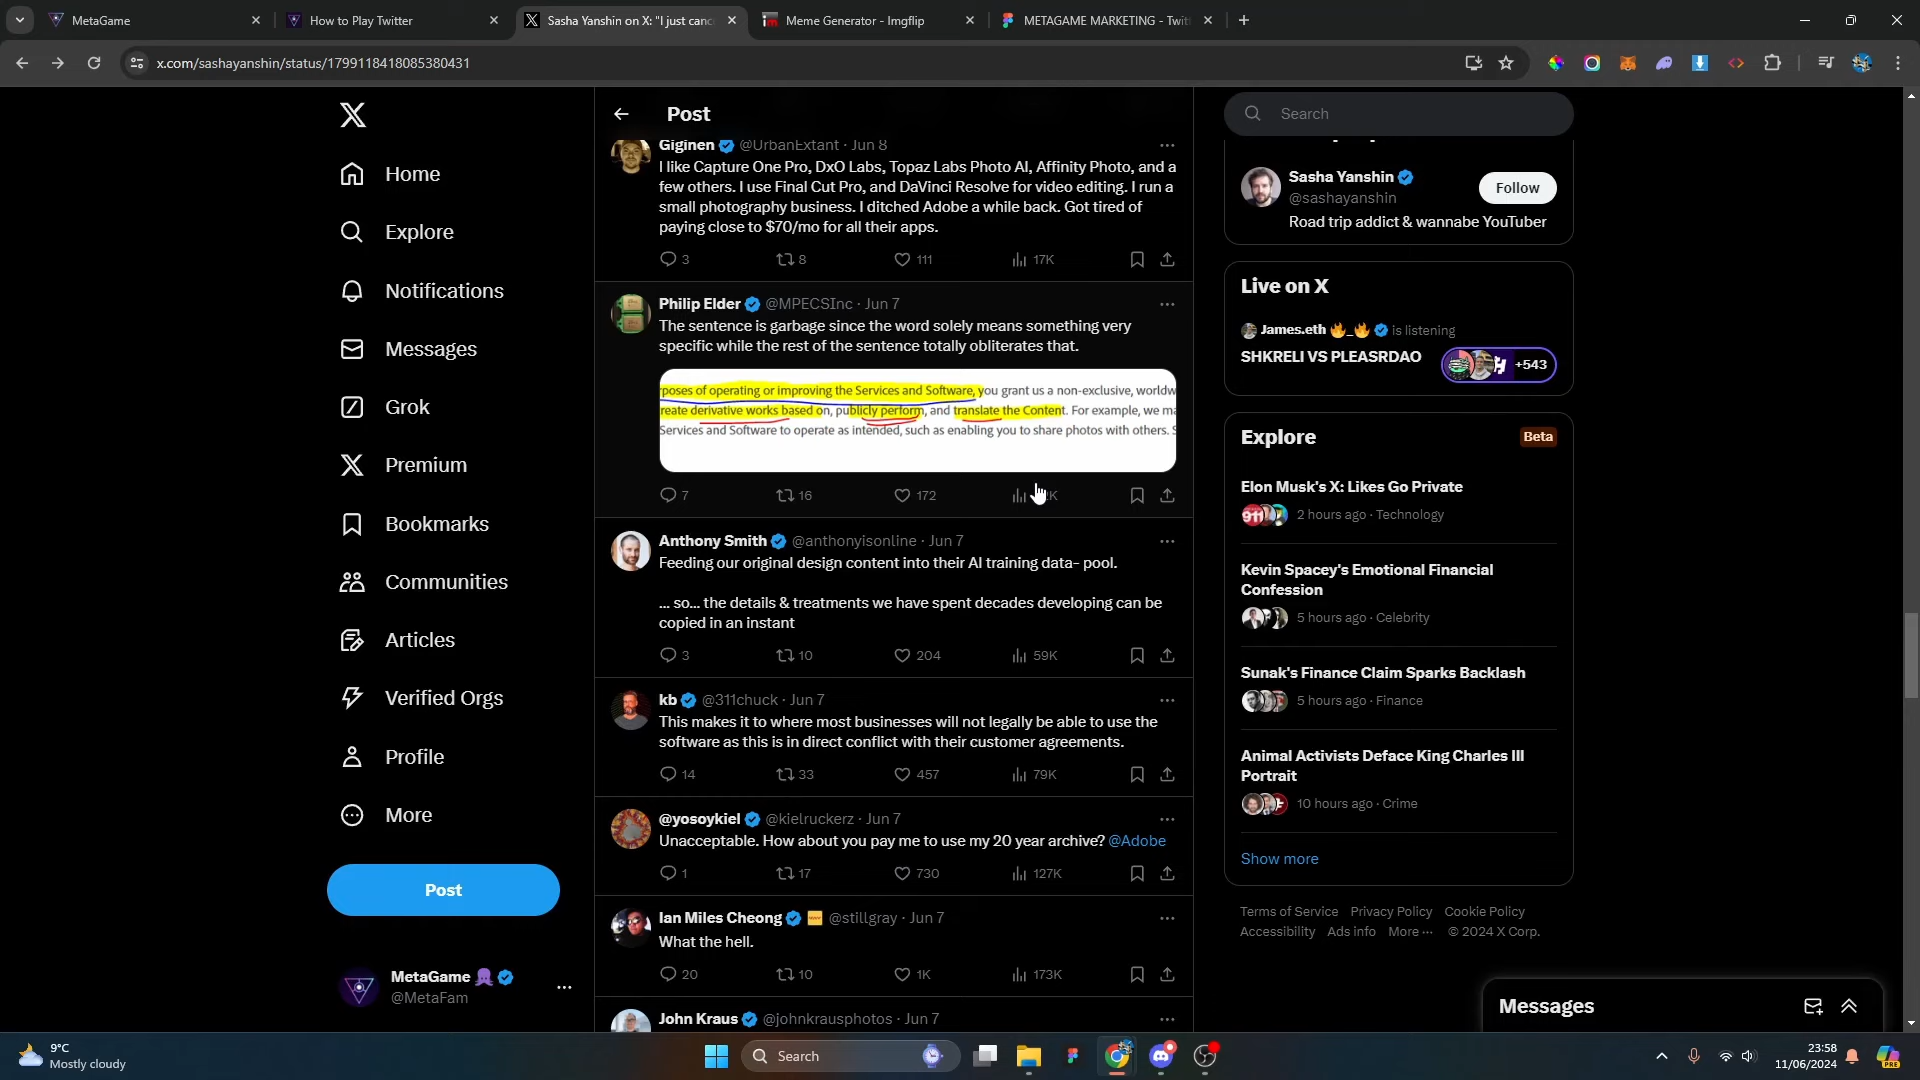 MetaGame
How to Play Twitter
Sasha Yanshin on X: "I just canc
Meme Generator - Imgflip
METAGAME MARKETING - Twit
x.com/sashayanshin/status/1799118418085380431
Home
Explore
Notifications
Messages
Grok
Premium
Bookmarks
Communities
Articles
Verified Orgs
Profile
More
Post
MetaGame
@MetaFam
Post
Giginen @UrbanExtant · Jun 8
I like Capture One Pro, DxO Labs, Topaz Labs Photo AI, Affinity Photo, and a
few others. I use Final Cut Pro, and DaVinci Resolve for video editing. I run a
small photography business. I ditched Adobe a while back. Got tired of
paying close to $70/mo for all their apps.
3 8 111 17K
Philip Elder @MPECSInc · Jun 7
The sentence is garbage since the word solely means something very
specific while the rest of the sentence totally obliterates that.
rposes of operating or improving the Services and Software, you grant us a non-exclusive, worldw
reate derivative works based on, publicly perform, and translate the Content. For example, we ma
Services and Software to operate as intended, such as enabling you to share photos with others. S
7 16 172 K
Anthony Smith @anthonyisonline · Jun 7
Feeding our original design content into their AI training data- pool.
... so... the details & treatments we have spent decades developing can be
copied in an instant
3 10 204 59K
kb @311chuck · Jun 7
This makes it to where most businesses will not legally be able to use the
software as this is in direct conflict with their customer agreements.
14 33 457 79K
@yosoykiel @kielruckerz · Jun 7
Unacceptable. How about you pay me to use my 20 year archive? @Adobe
1 17 730 127K
Ian Miles Cheong @stillgray · Jun 7
What the hell.
20 10 1K 173K
John Kraus @johnkrausphotos · Jun 7
Search
Sasha Yanshin
@sashayanshin
Follow
Road trip addict & wannabe YouTuber
Live on X
James.eth is listening
SHKRELI VS PLEASRDAO
+543
Explore
Beta
Elon Musk's X: Likes Go Private
2 hours ago · Technology
Kevin Spacey's Emotional Financial
Confession
5 hours ago · Celebrity
Sunak's Finance Claim Sparks Backlash
5 hours ago · Finance
Animal Activists Deface King Charles III
Portrait
10 hours ago · Crime
Show more
Terms of Service Privacy Policy Cookie Policy
Accessibility Ads info More ··· © 2024 X Corp.
Messages
9°C
Mostly cloudy
Search
23:58
11/06/2024